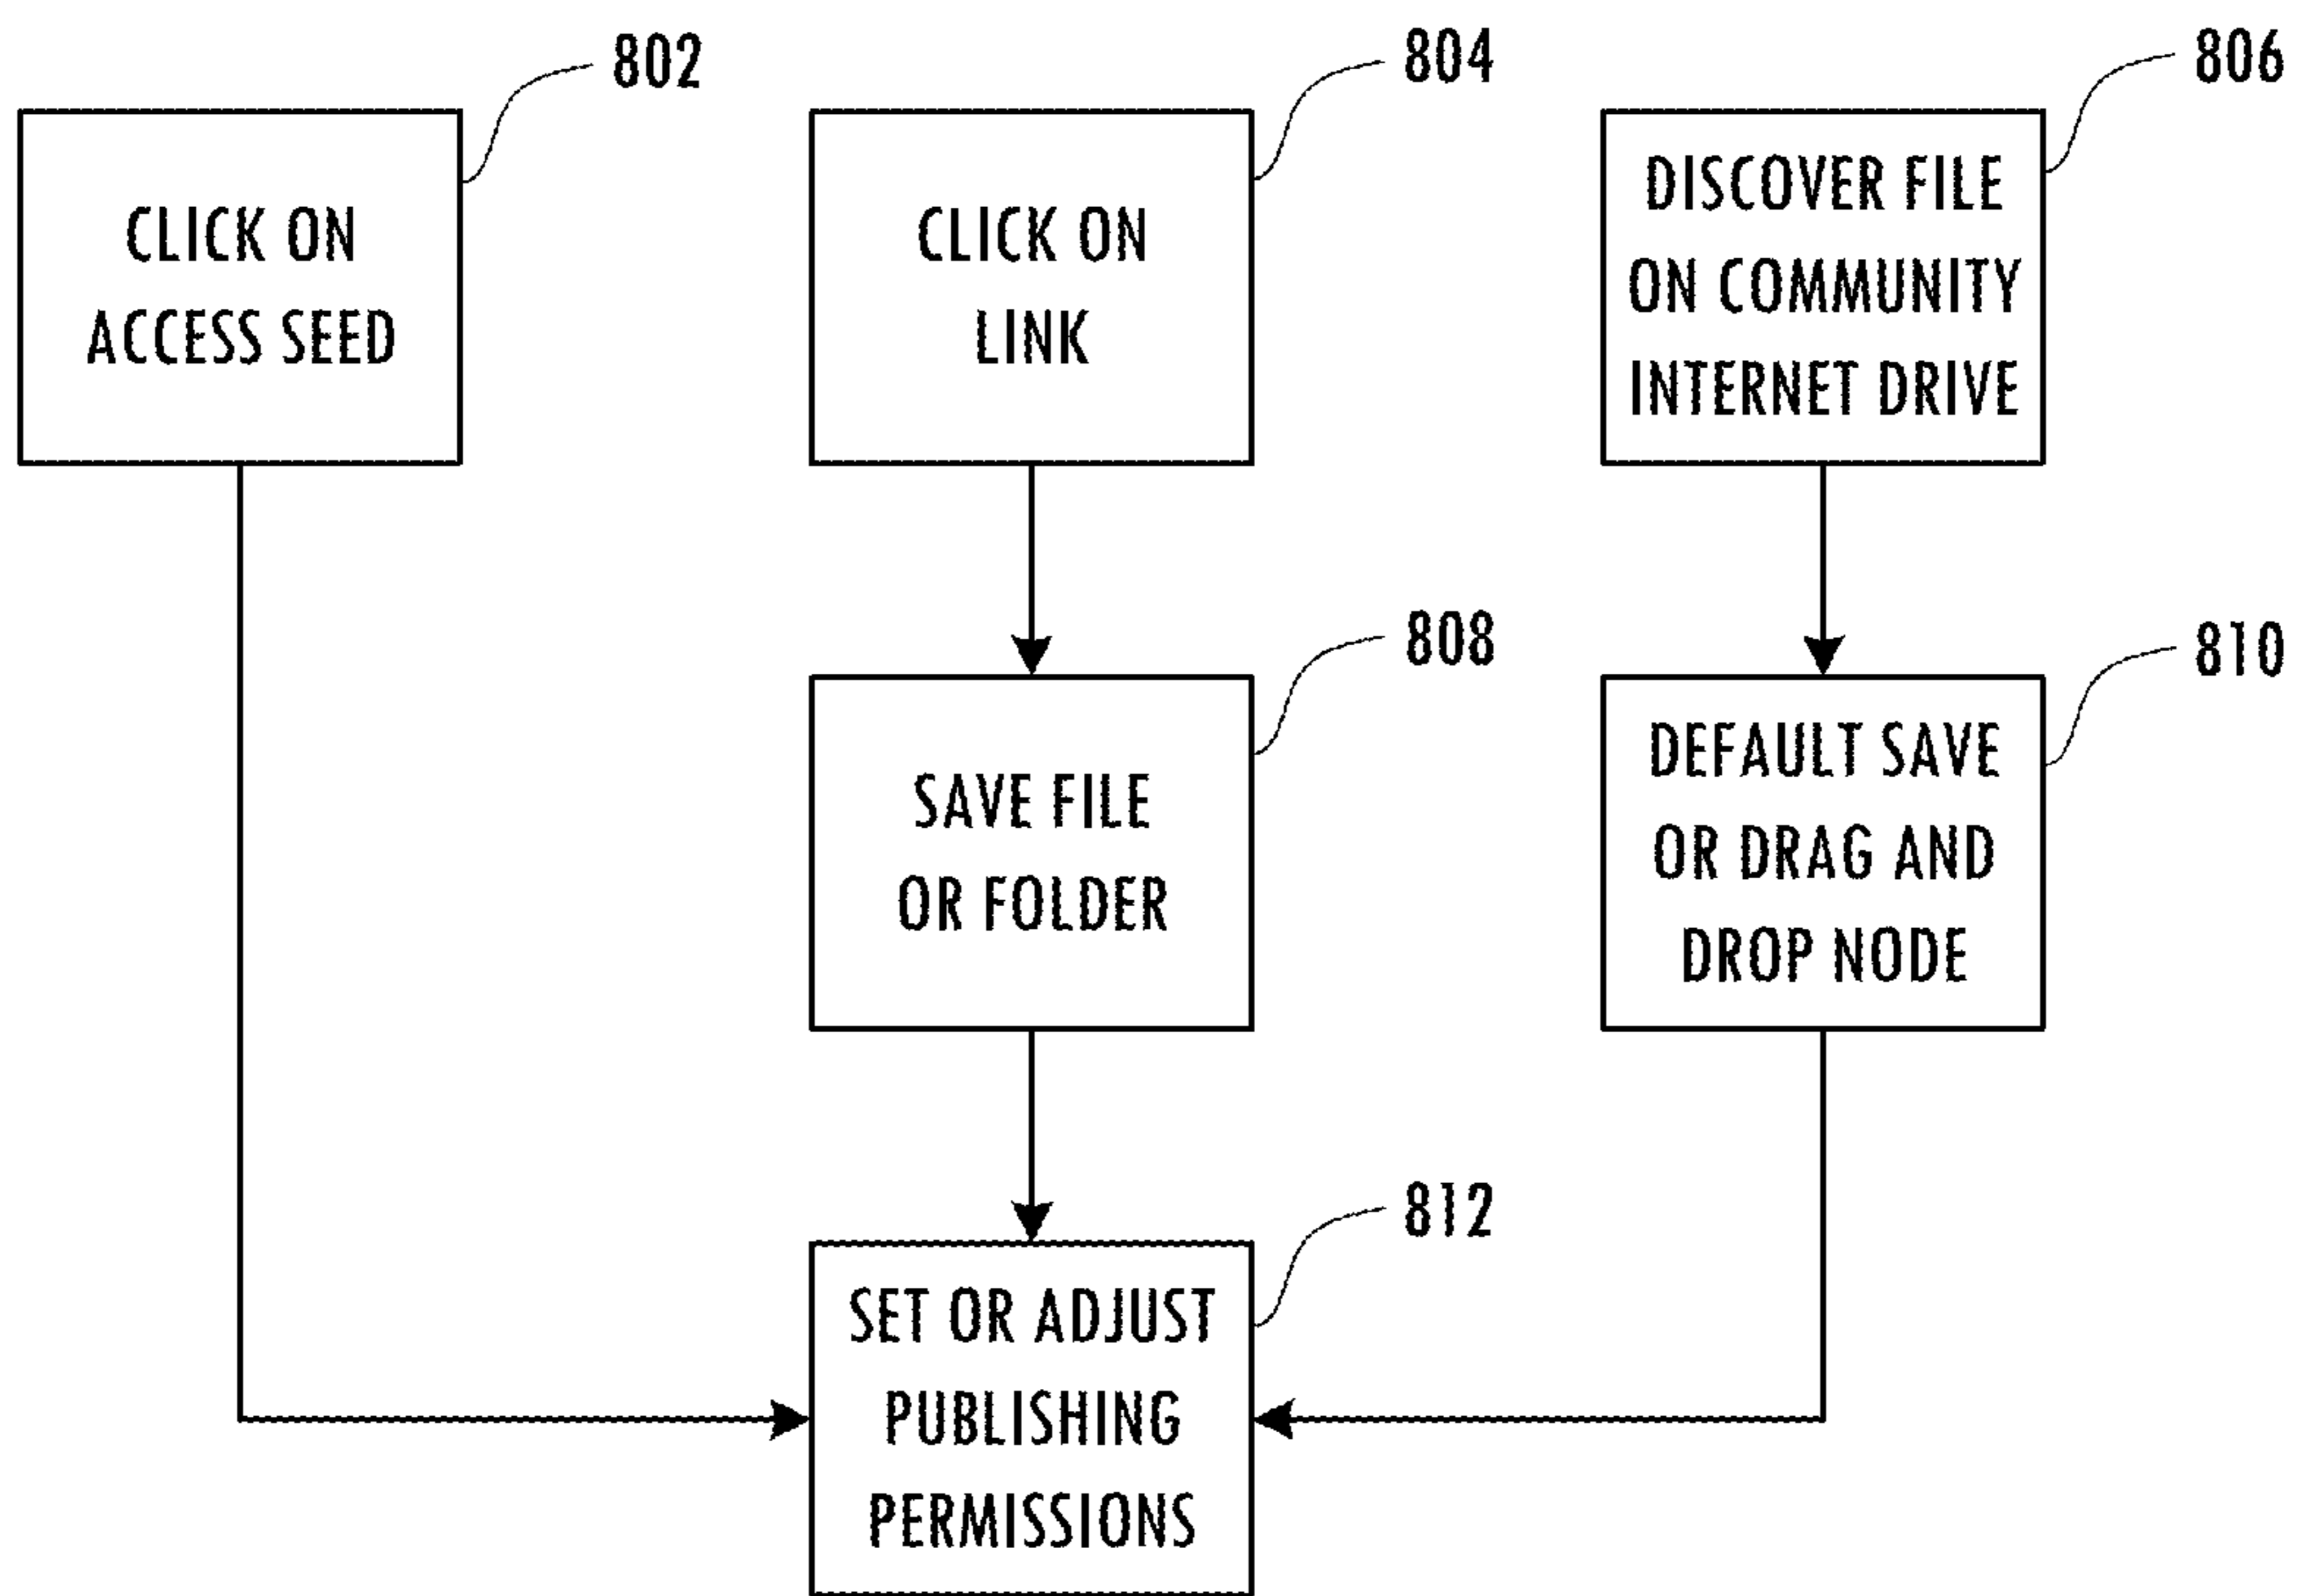 802
CLICK ON
ACCESS SEED
804
CLICK ON
LINK
806
DISCOVER FILE
ON COMMUNITY
INTERNET DRIVE
808
SAVE FILE
OR FOLDER
810
DEFAULT SAVE
OR DRAG AND
DROP NODE
812
SET OR ADJUST
PUBLISHING
PERMISSIONS